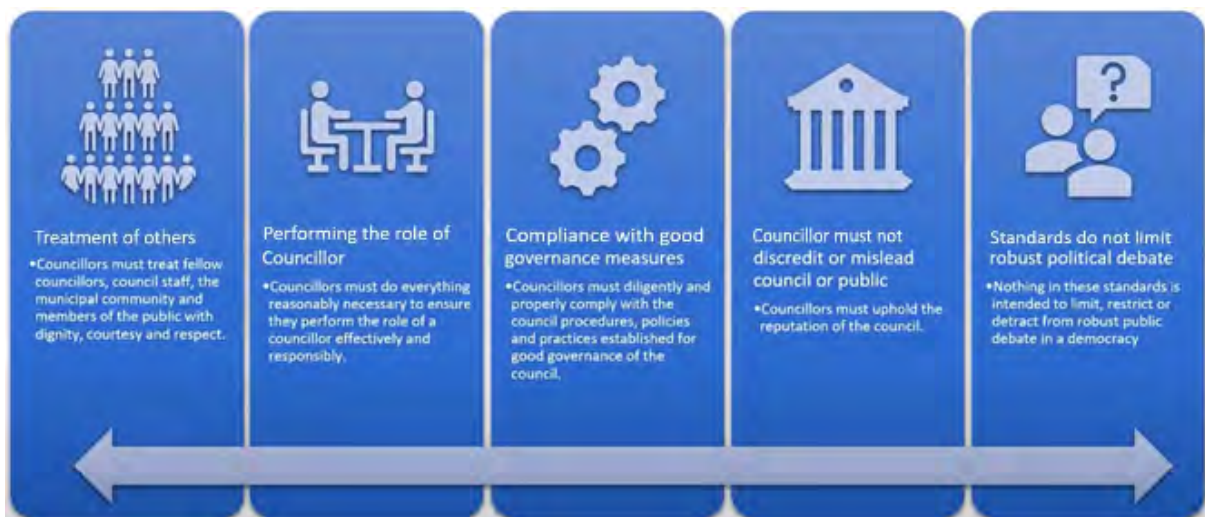 ?
Treatment of others
•Councillors must treat fellow
councillors, council staff, the
municipal community and
members of the public with
dignity, courtesy and respect.
Performing the role of
Councillor
•Councillors must do everything
reasonably necessary to ensure
they perform the role of a
councillor effectively and
responsibly.
Compliance with good
governance measures
•Councillors must diligently and
properly comply with the
council procedures, policies
and practices established for
good governance of the
council.
Councillor must not
discredit or mislead
council or public
•Councillors must uphold the
reputation of the council.
Standards do not limit
robust political debate
•Nothing in these standards is
intended to limit, restrict or
detract from robust public
debate in a democracy